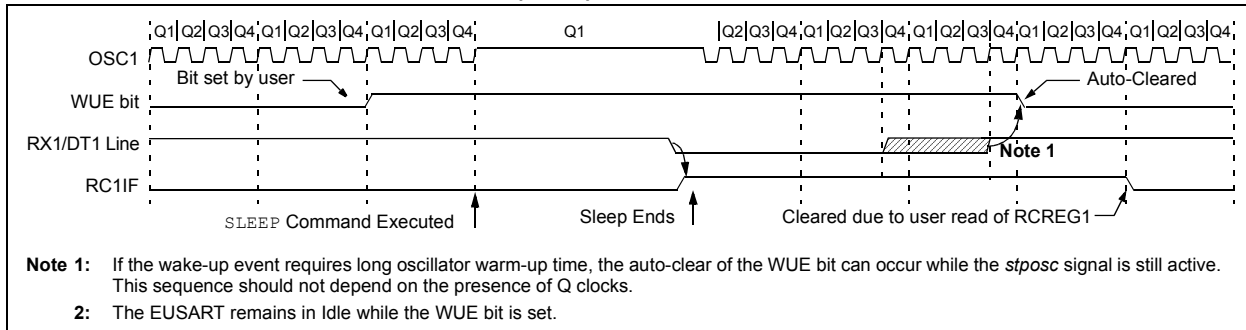 Q1 Q2 Q3 Q4 Q1 Q2 Q3 Q4 Q1 Q2 Q3 Q4 Q1 Q2 Q3 Q4 Q1 Q2 Q3 Q4 Q1 Q2 Q3 Q4 Q1 Q2 Q3 Q4 Q1 Q2 Q3 Q4
OSC1
Bit set by user
Auto-Cleared
WUE bit
RX1/DT1 Line
Note 1
RC1IF
SLEEP Command Executed
Sleep Ends
Cleared due to user read of RCREG1
Note 1: If the wake-up event requires long oscillator warm-up time, the auto-clear of the WUE bit can occur while the stposc signal is still active.
This sequence should not depend on the presence of Q clocks.
2: The EUSART remains in Idle while the WUE bit is set.